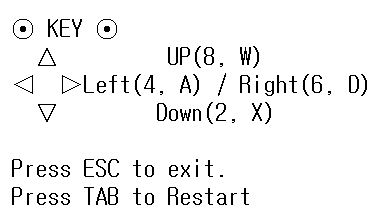 ⊙ KEY ⊙
△ UP(8, W)
◁ ▷Left(4, A) / Right(6, D)
▽ Down(2, X)
Press ESC to exit.
Press TAB to Restart